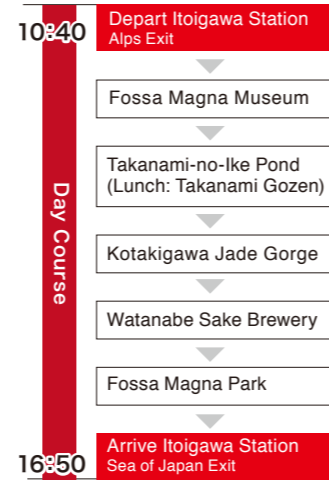 10:40
Depart Itoigawa Station
Alps Exit
Fossa Magna Museum
Takanami-no-Ike Pond
(Lunch: Takanami Gozen)
Day Course
Kotakigawa Jade Gorge
Watanabe Sake Brewery
Fossa Magna Park
Arrive Itoigawa Station
16:50
Sea of Japan Exit